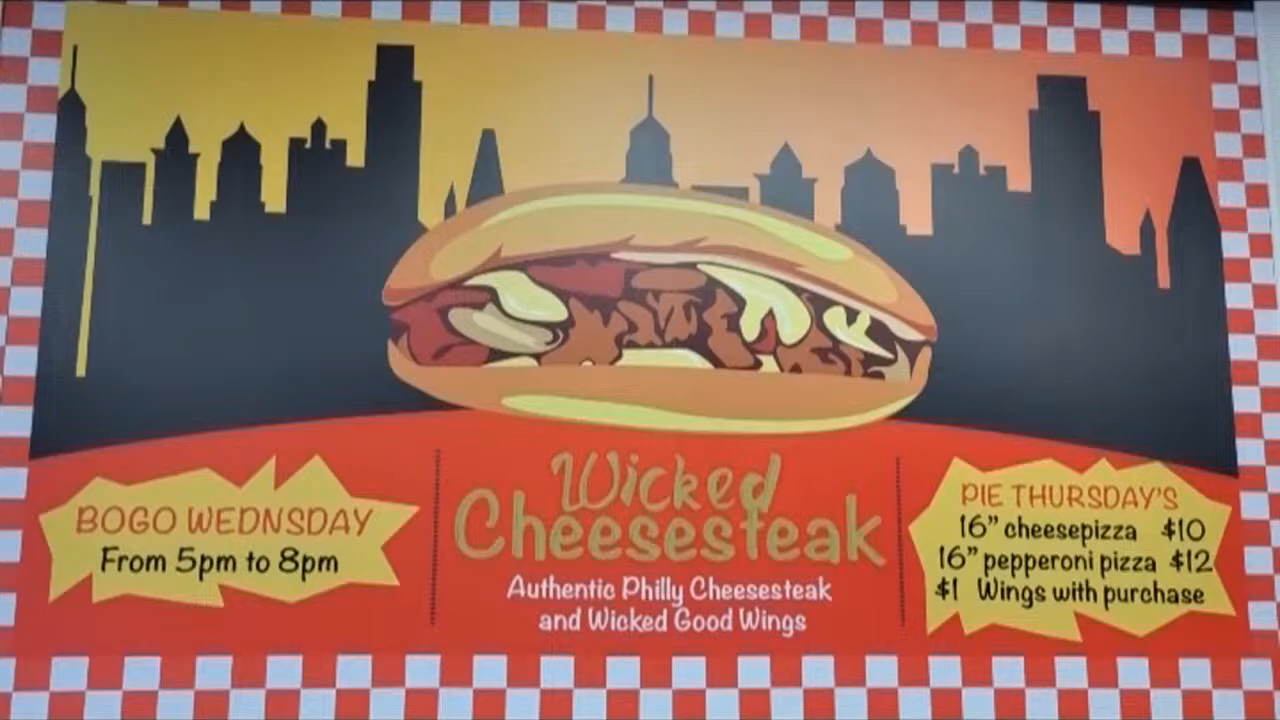 BOGO WEDNSDAY
From 5pm to 8pm
Wicked
Cheesesteak
Authentic Philly Cheesesteak
and Wicked Good Wings
PIE THURSDAY'S
16” cheesepizza $10
16” pepperoni pizza $12
$1 Wings with purchase